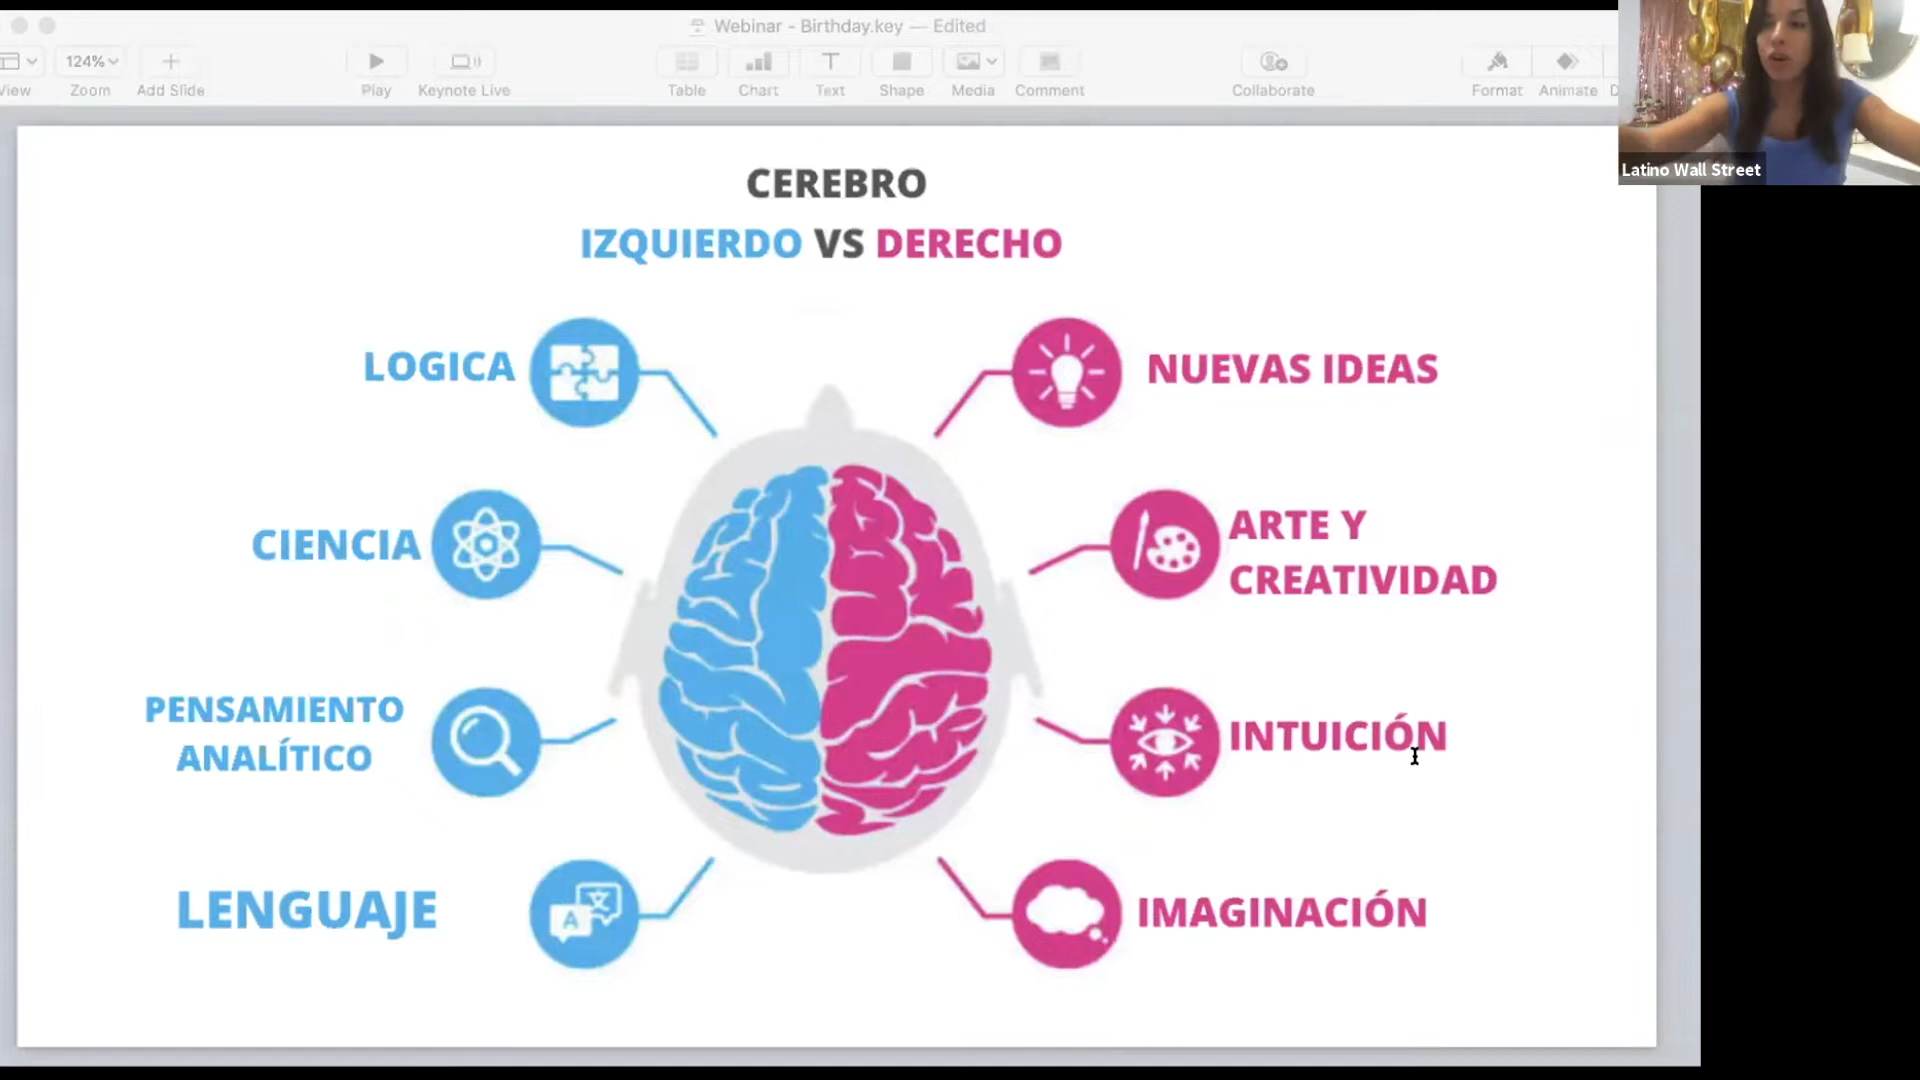 Webinar - Birthday.key — Edited
124%
View
Zoom
Add Slide
Play
Keynote Live
Table
Chart
Text
Shape
Media
Comment
Collaborate
Format
Animate
Latino Wall Street
CEREBRO
IZQUIERDO VS DERECHO
LOGICA
NUEVAS IDEAS
CIENCIA
ARTE Y
CREATIVIDAD
PENSAMIENTO
ANALÍTICO
INTUICIÓN
LENGUAJE
A
IMAGINACIÓN